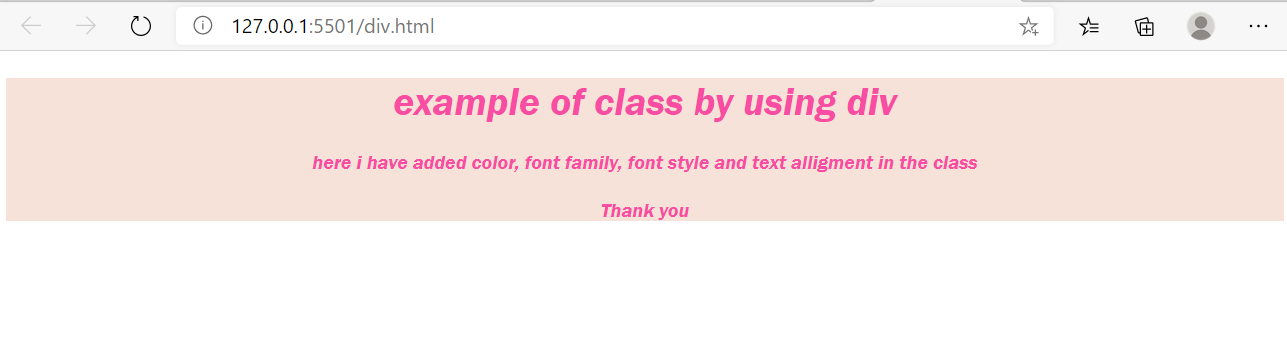 127.0.0.1:5501/div.html
example of class by using div
here i have added color, font family, font style and text alligment in the class
Thank you